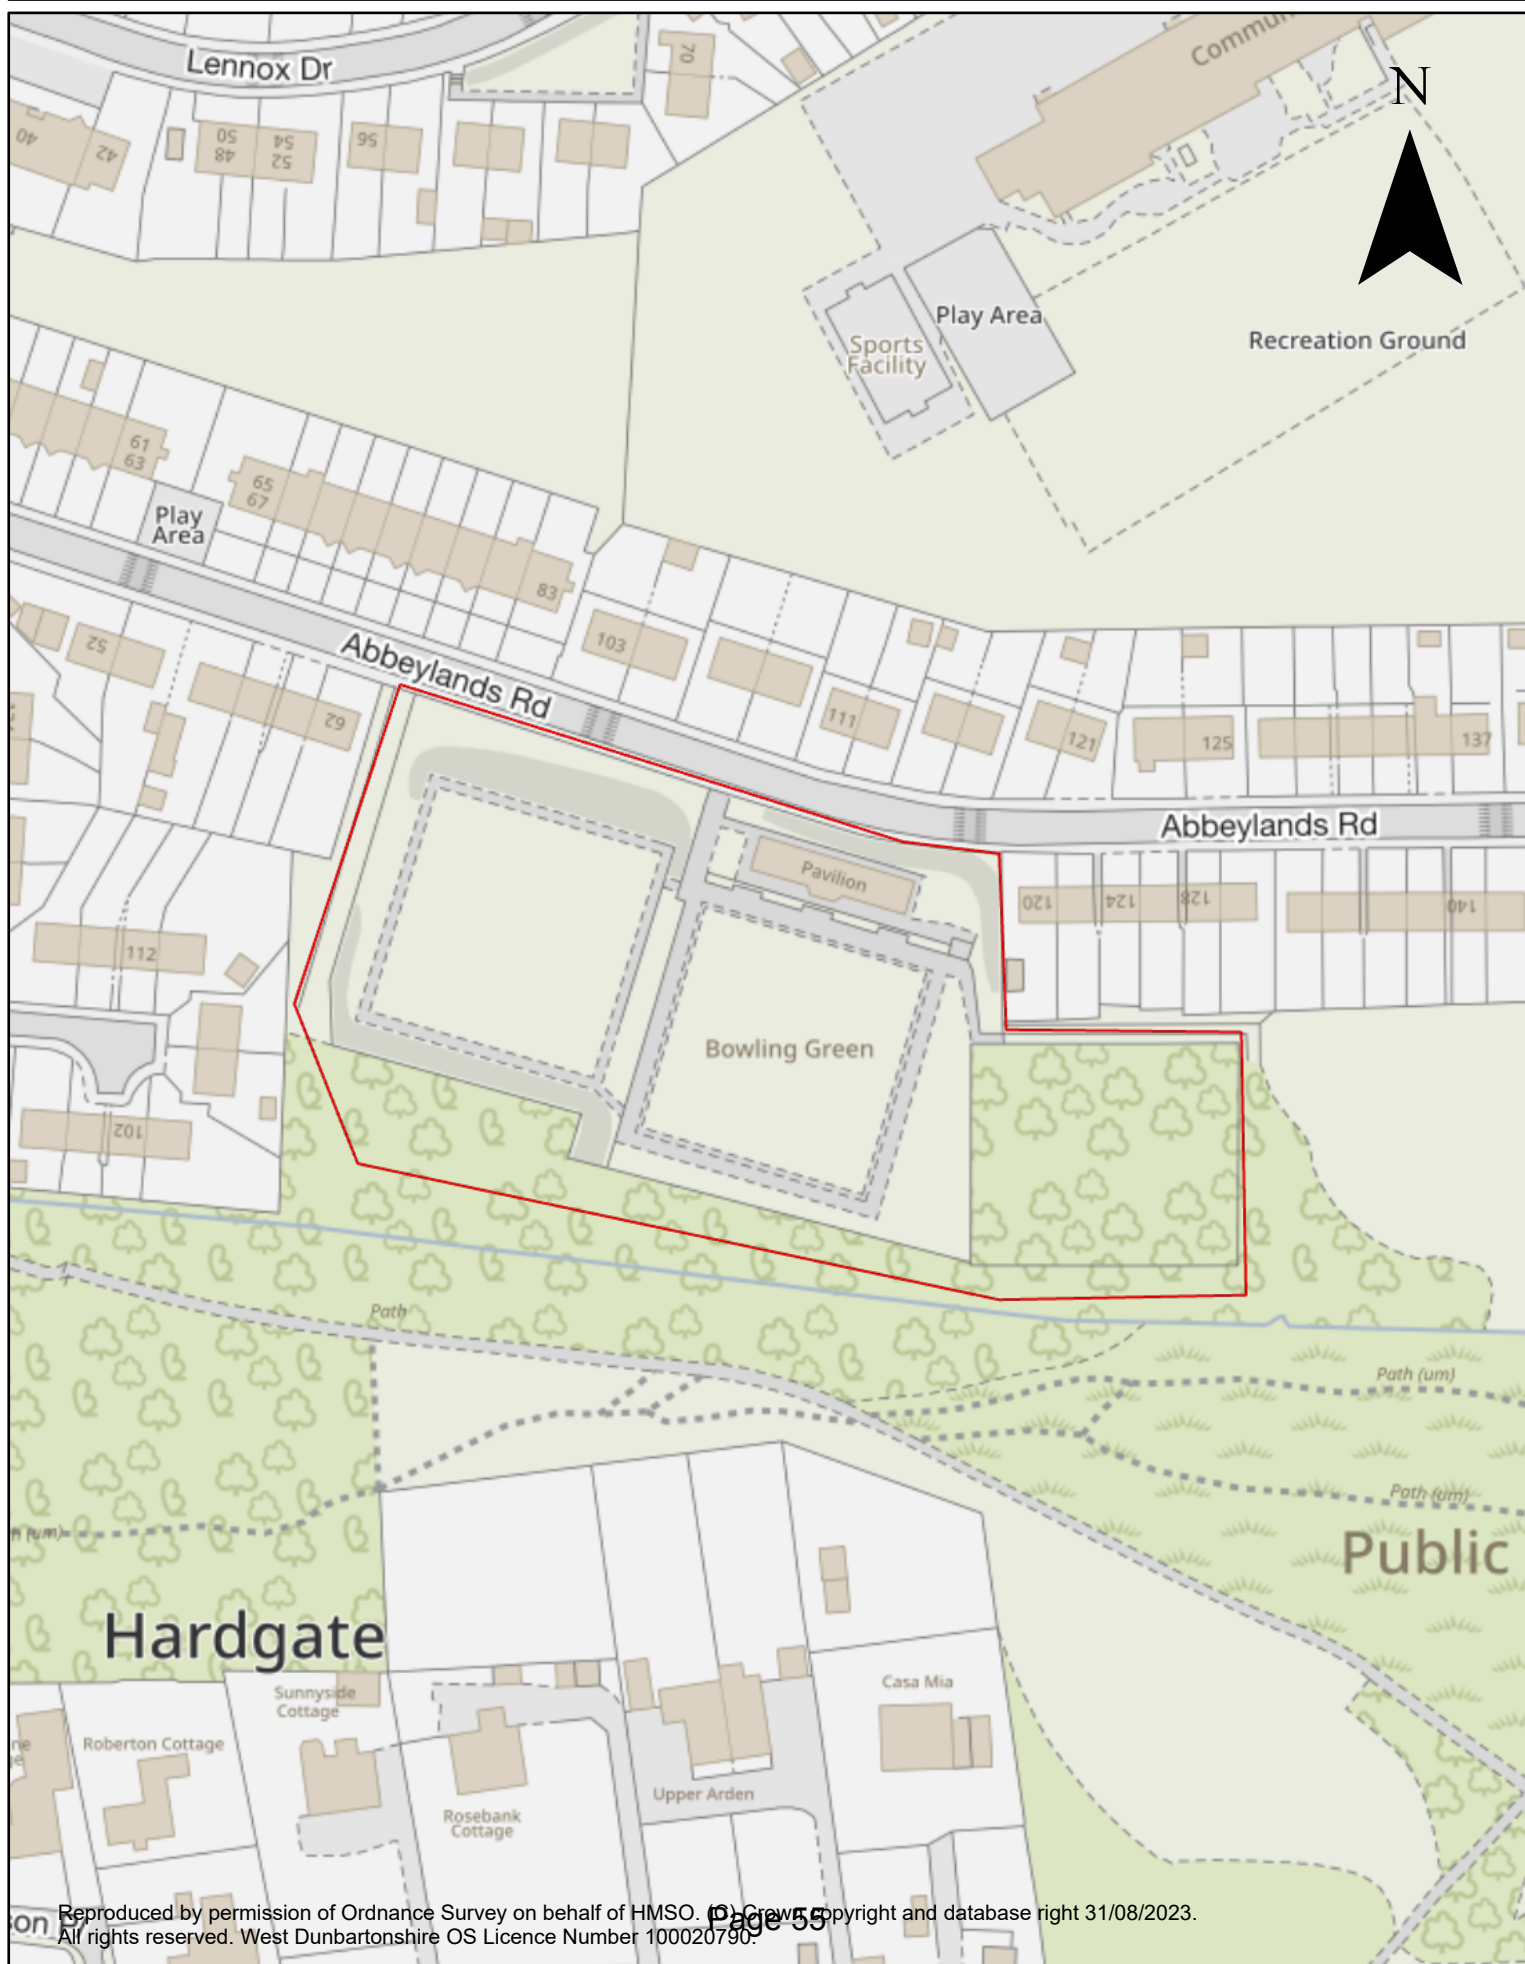 Lennox Dr
Commun
N
70
40
42
50
48
54
52
56
Play Area
Sports
Facility
Recreation Ground
61
63
65
67
Play
Area
83
103
Abbeylands Rd
52
62
111
121
125
137
Abbeylands Rd
Pavilion
120
124
128
140
112
Bowling Green
102
Path
Path (um)
Path (um)
Public
Hardgate
Sunnyside
Cottage
Casa Mia
Roberton Cottage
Upper Arden
Rosebank
Cottage
Reproduced by permission of Ordnance Survey on behalf of HMSO. (C) Crown copyright and database right 31/08/2023.
Page 55
All rights reserved. West Dunbartonshire OS Licence Number 100020790.